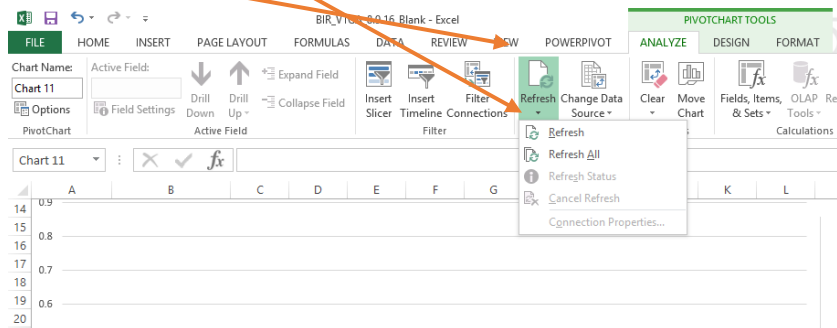 BIR_V1 0.9.16_Blank - Excel
PIVOTCHART TOOLS
FILE HOME INSERT PAGE LAYOUT FORMULAS DATA REVIEW EW POWERPIVOT ANALYZE DESIGN FORMAT
Chart Name: Active Field:
Chart 11
Options
Field Settings
Drill Down
Drill Up
Expand Field
Collapse Field
Insert Slicer
Insert Timeline
Filter Connections
Refresh
Change Data Source
Clear
Move Chart
Fields, Items, & Sets
OLAP Tools
Re
PivotChart Active Field Filter Calculations
Refresh
Refresh All
Refresh Status
Cancel Refresh
Connection Properties...
Chart 11 fx
A B C D E F G K L
14 0.9
15
16 0.8
17 0.7
18
19 0.6
20